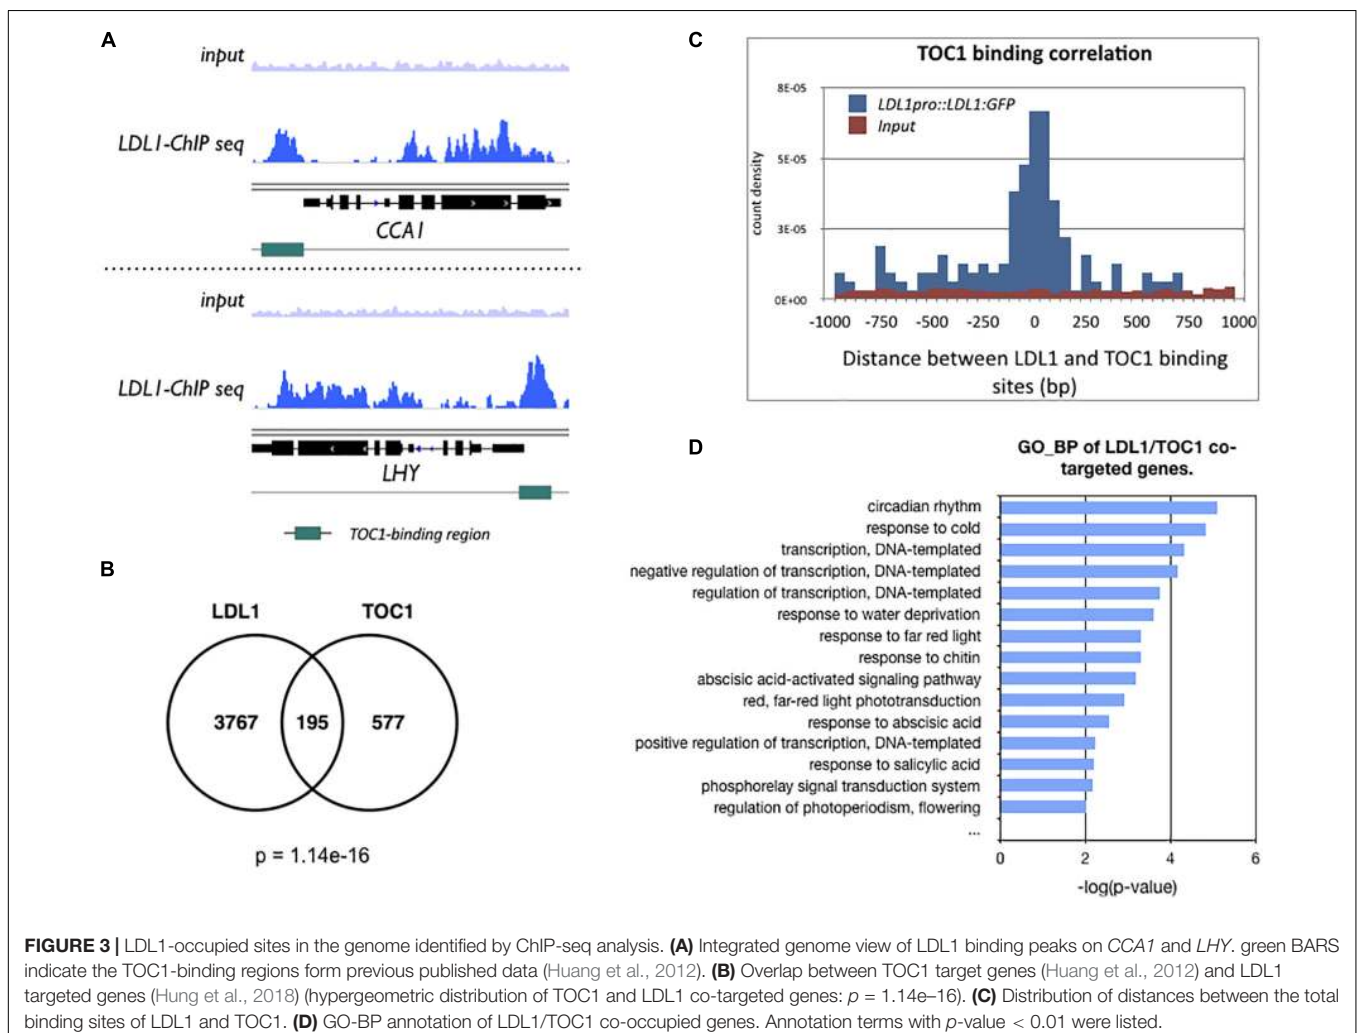 A
input
LDL1-ChIP seq
CCA1
input
LDL1-ChIP seq
LHY
TOC1-binding region
B
LDL1 TOC1
3767 195 577
p = 1.14e-16
C
TOC1 binding correlation
LDL1pro::LDL1:GFP
Input
8E-05
5E-05
3E-05
0E+00
count density
-1000 -750 -500 -250 0 250 500 750 1000
Distance between LDL1 and TOC1 binding
sites (bp)
D
GO_BP of LDL1/TOC1 co-
targeted genes.
circadian rhythm
response to cold
transcription, DNA-templated
negative regulation of transcription, DNA-templated
regulation of transcription, DNA-templated
response to water deprivation
response to far red light
response to chitin
abscisic acid-activated signaling pathway
red, far-red light phototransduction
response to abscisic acid
positive regulation of transcription, DNA-templated
response to salicylic acid
phosphorelay signal transduction system
regulation of photoperiodism, flowering
...
0 2 4 6
-log(p-value)
FIGURE 3 | LDL1-occupied sites in the genome identified by ChIP-seq analysis. (A) Integrated genome view of LDL1 binding peaks on CCA1 and LHY. green BARS
indicate the TOC1-binding regions form previous published data (Huang et al., 2012). (B) Overlap between TOC1 target genes (Huang et al., 2012) and LDL1
targeted genes (Hung et al., 2018) (hypergeometric distribution of TOC1 and LDL1 co-targeted genes: p = 1.14e–16). (C) Distribution of distances between the total
binding sites of LDL1 and TOC1. (D) GO-BP annotation of LDL1/TOC1 co-occupied genes. Annotation terms with p-value < 0.01 were listed.